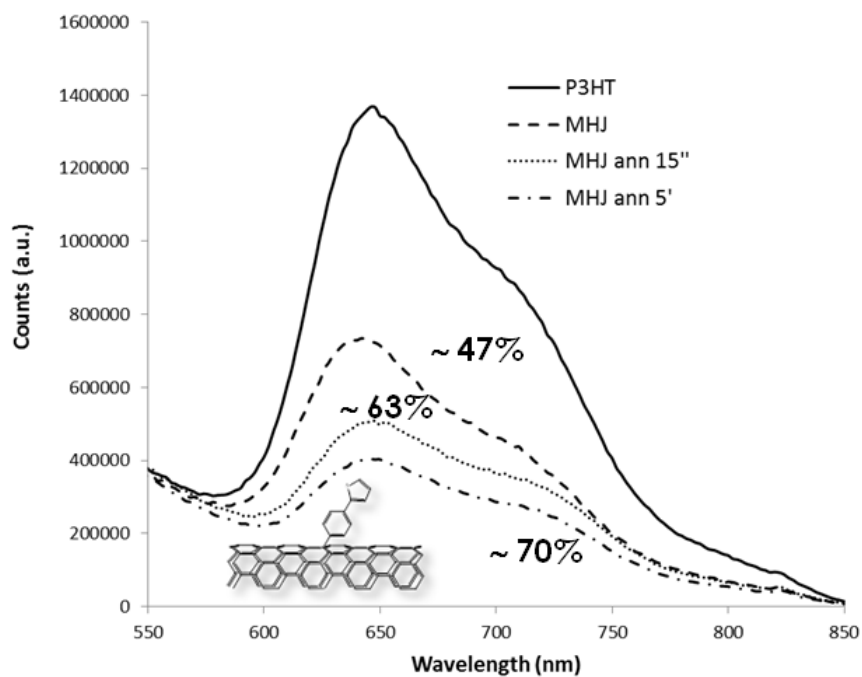 1600000
1400000
1200000
1000000
800000
600000
400000
200000
0
Counts (a.u.)
P3HT
MHJ
MHJ ann 15"
MHJ ann 5'
~ 47%
~ 63%
~ 70%
550 600 650 700 750 800 850
Wavelength (nm)